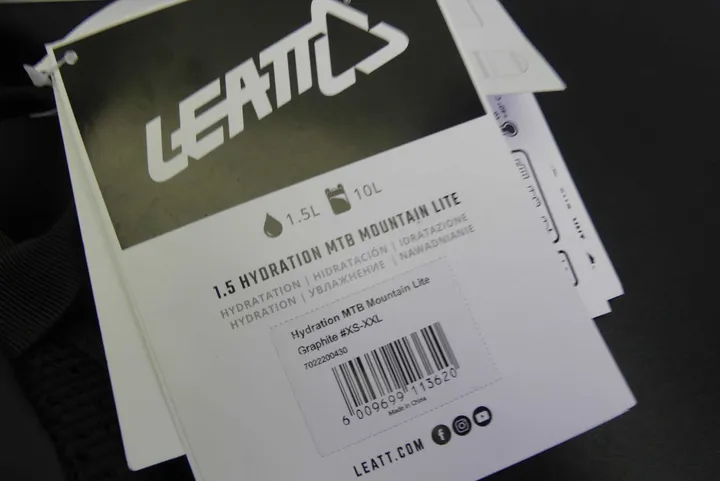 LEATT
1.5L 10L
1.5 HYDRATION MTB MOUNTAIN LITE
HYDRATATION | HIDRATACIÓN | IDRATAZIONE
HYDRATION | УВЛАЖНЕНИЕ | NAWADNIANIE
Hydration MTB Mountain Lite
Graphite #XS-XXL
7022200430
6 009699 113620
Made in China
LEATT.COM